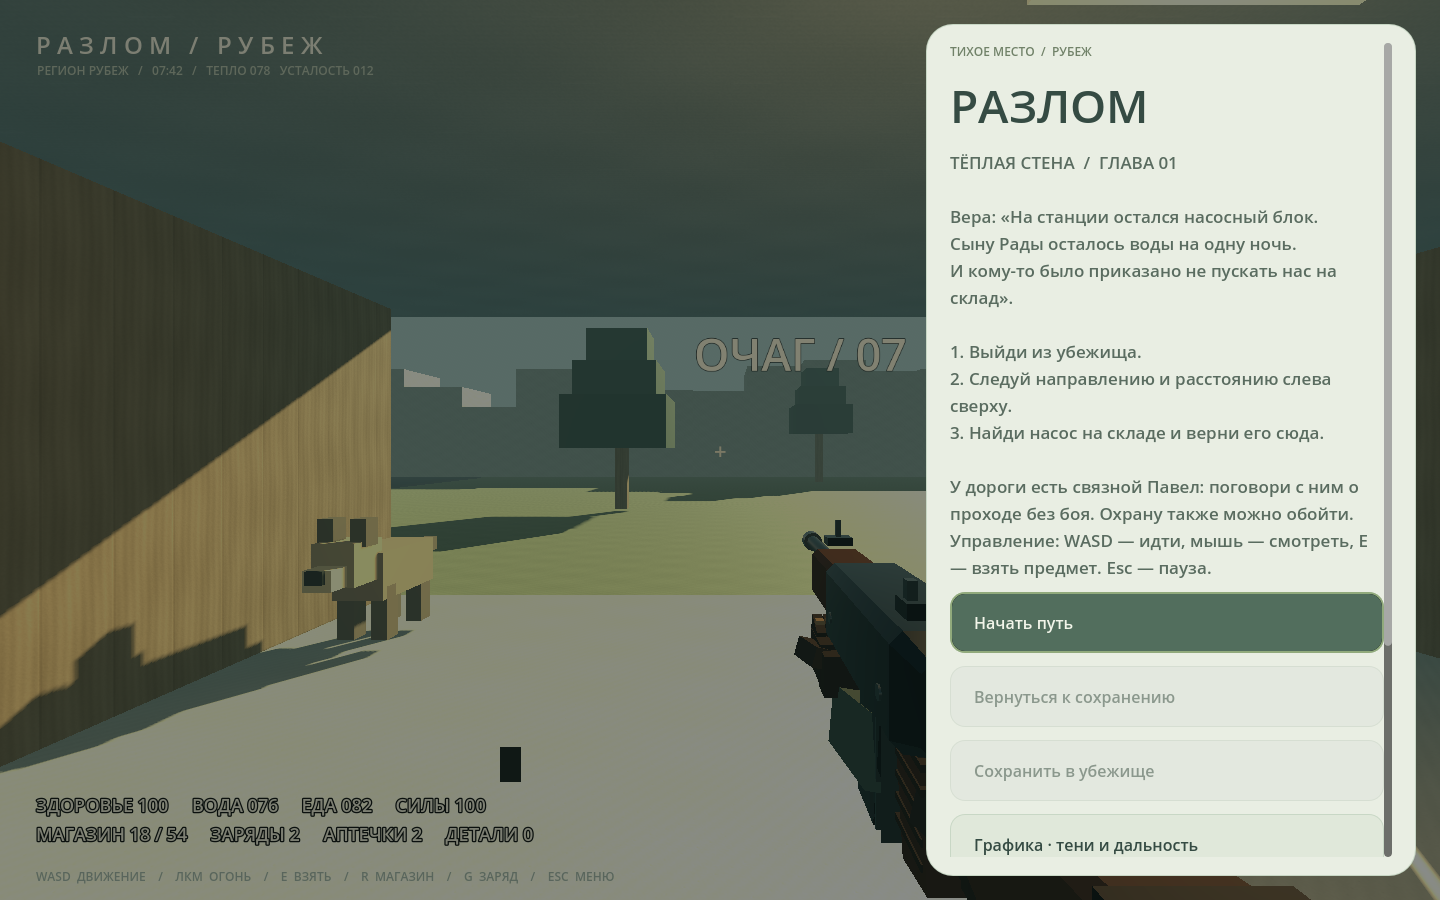 РАЗЛОМ / РУБЕЖ
РЕГИОН РУБЕЖ / 07:42 / ТЕПЛО 078 УСТАЛОСТЬ 012
ОЧАГ / 07
ТИХОЕ МЕСТО / РУБЕЖ
РАЗЛОМ
ТЁПЛАЯ СТЕНА / ГЛАВА 01
Вера: «На станции остался насосный блок.
Сыну Рады осталось воды на одну ночь.
И кому-то было приказано не пускать нас на
склад».
1. Выйди из убежища.
2. Следуй направлению и расстоянию слева
сверху.
3. Найди насос на складе и верни его сюда.
У дороги есть связной Павел: поговори с ним о
проходе без боя. Охрану также можно обойти.
Управление: WASD — идти, мышь — смотреть, E
— взять предмет. Esc — пауза.
Начать путь
Вернуться к сохранению
Сохранить в убежище
Графика · тени и дальность
ЗДОРОВЬЕ 100 ВОДА 076 ЕДА 082 СИЛЫ 100
МАГАЗИН 18 / 54 ЗАРЯДЫ 2 АПТЕЧКИ 2 ДЕТАЛИ 0
WASD ДВИЖЕНИЕ / ЛКМ ОГОНЬ / E ВЗЯТЬ / R МАГАЗИН / G ЗАРЯД / ESC МЕНЮ